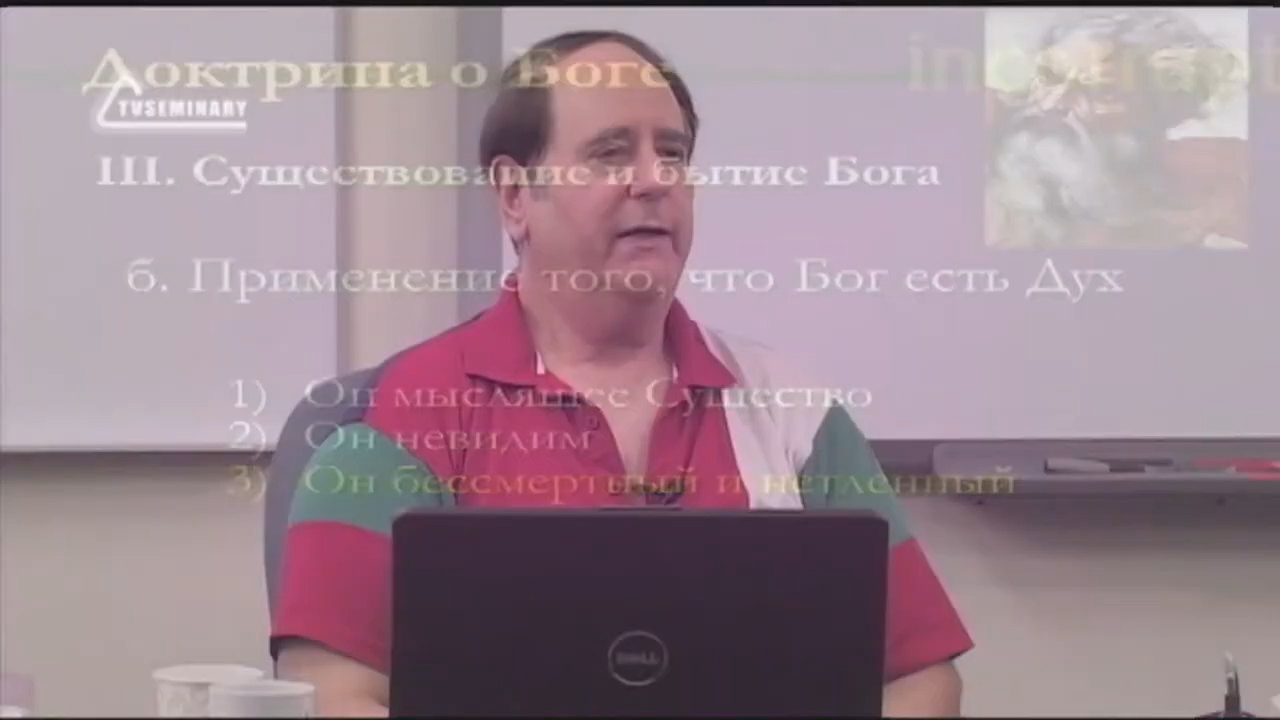 Доктрина о Боге
TVSEMINARY
III. Существование и бытие Бога
б. Применение того, что Бог есть Дух
1) Он мыслящее Существо
2) Он невидим
3) Он бессмертный и нетленный
DELL